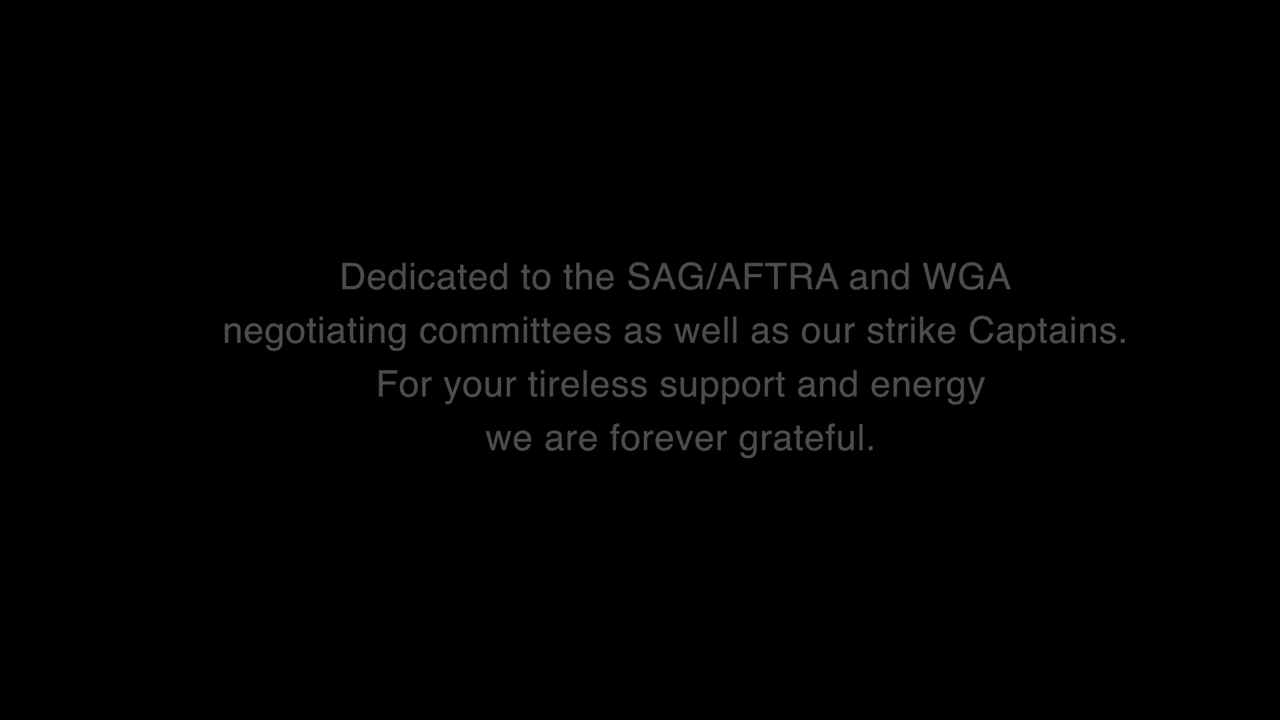 Dedicated to the SAG/AFTRA and WGA
negotiating committees as well as our strike Captains.
For your tireless support and energy
we are forever grateful.